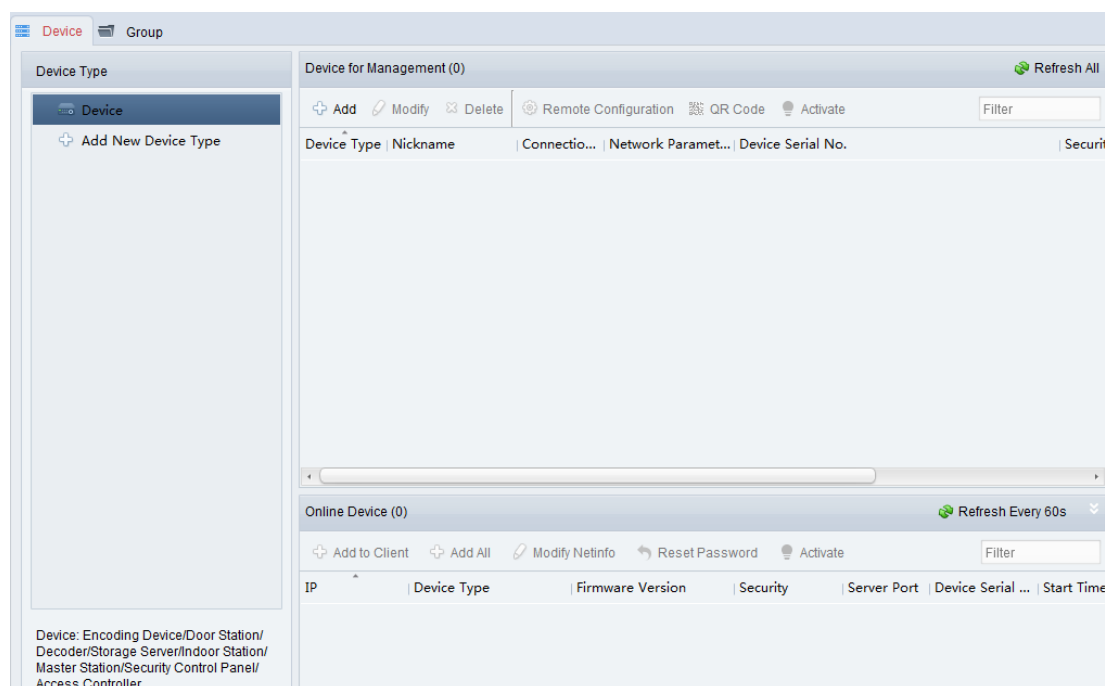 Device Group
Device Type
Device
Add New Device Type
Device: Encoding Device/Door Station/
Decoder/Storage Server/Indoor Station/
Master Station/Security Control Panel/
Access Controller
Device for Management (0) Refresh All
Add Modify Delete Remote Configuration QR Code Activate Filter
Device Type Nickname Connectio... Network Paramet... Device Serial No. Securit
Online Device (0) Refresh Every 60s
Add to Client Add All Modify Netinfo Reset Password Activate Filter
IP Device Type Firmware Version Security Server Port Device Serial ... Start Time